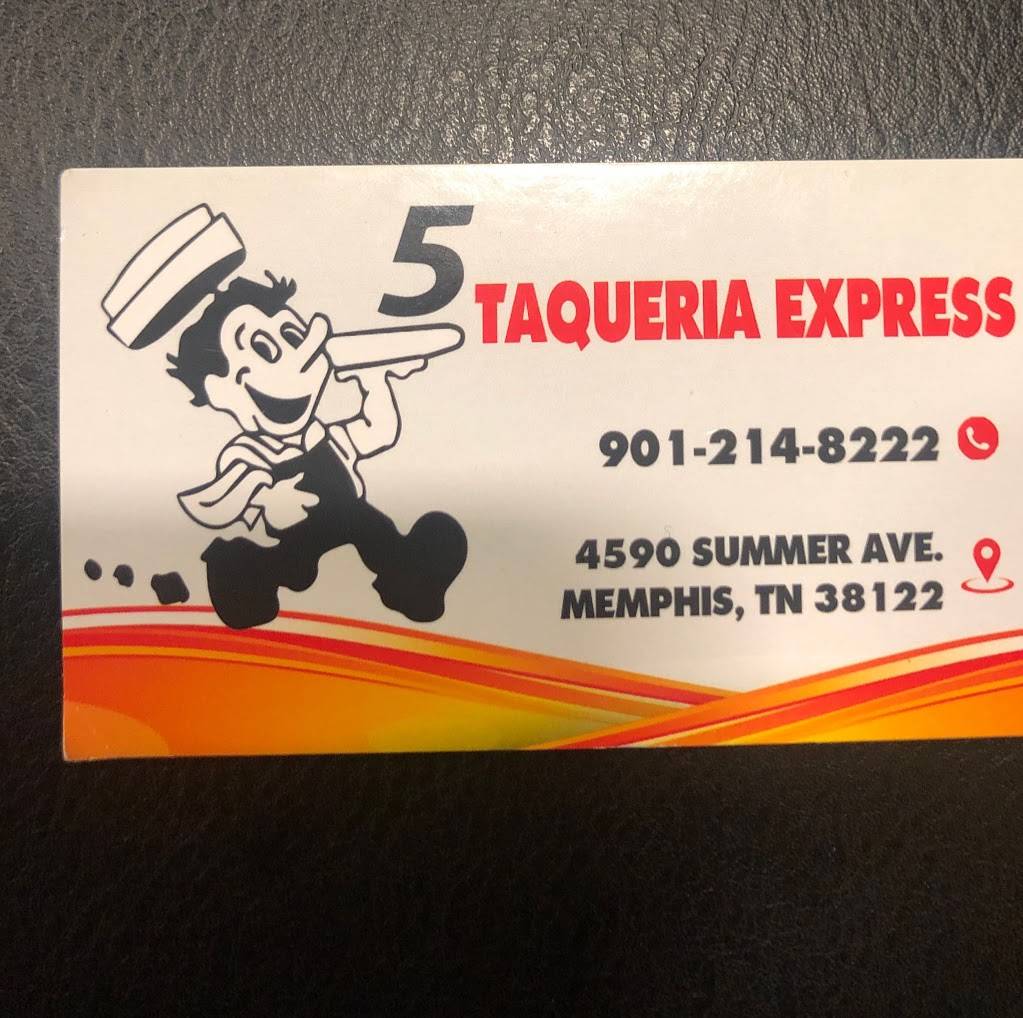 5
TAQUERIA EXPRESS
901-214-8222
4590 SUMMER AVE.
MEMPHIS, TN 38122